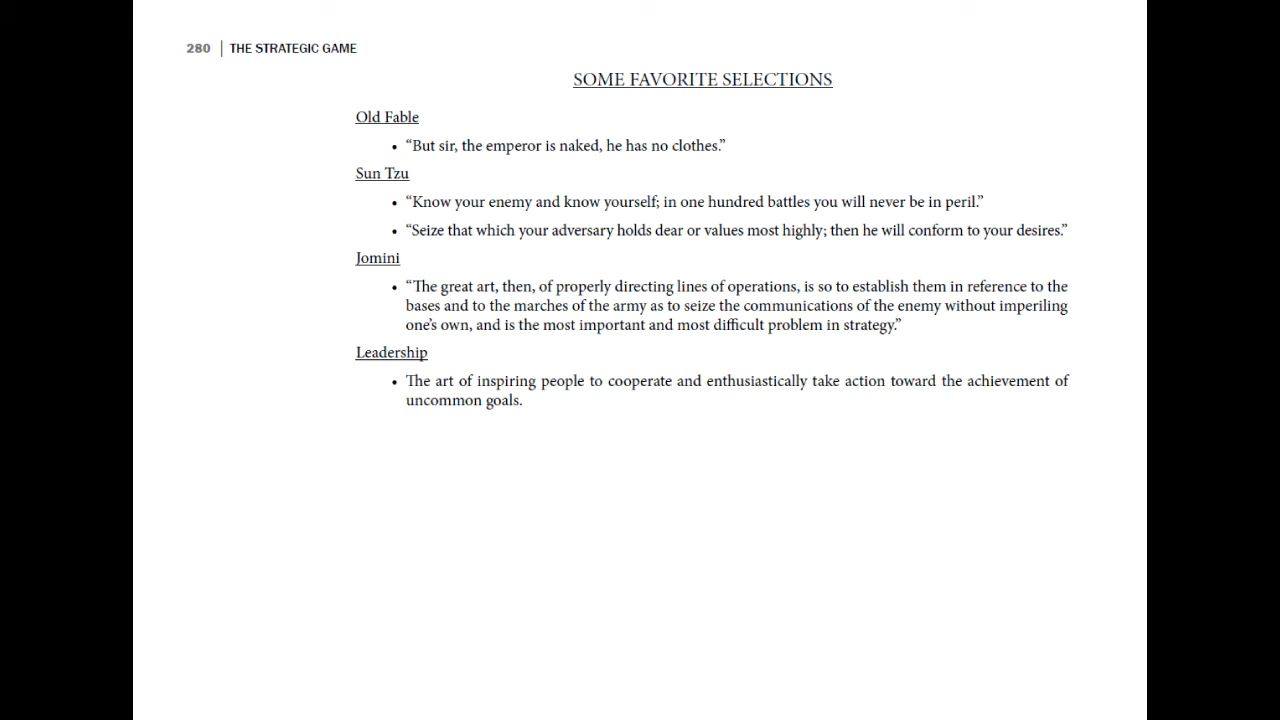 280 | THE STRATEGIC GAME
SOME FAVORITE SELECTIONS
Old Fable
• “But sir, the emperor is naked, he has no clothes.”
Sun Tzu
• “Know your enemy and know yourself; in one hundred battles you will never be in peril.”
• “Seize that which your adversary holds dear or values most highly; then he will conform to your desires.”
Jomini
• “The great art, then, of properly directing lines of operations, is so to establish them in reference to the
bases and to the marches of the army as to seize the communications of the enemy without imperiling
one’s own, and is the most important and most difficult problem in strategy.”
Leadership
• The art of inspiring people to cooperate and enthusiastically take action toward the achievement of
uncommon goals.